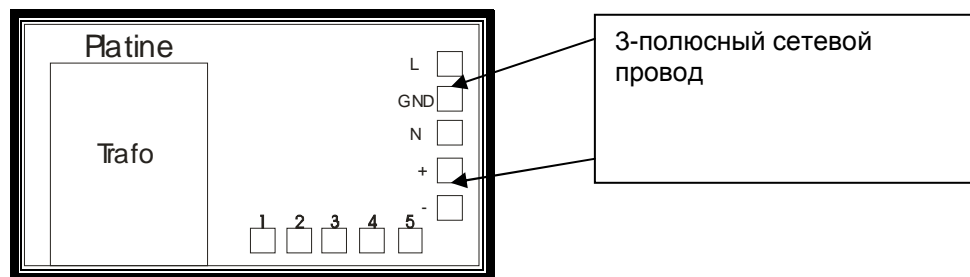 Platine
Trafo
L
GND
N
+
-
1 2 3 4 5
3-полюсный сетевой
провод